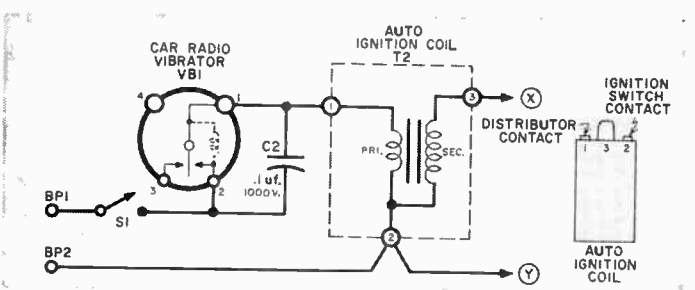 CAR RADIO
VIBRATOR
VB1
AUTO
IGNITION COIL
T2
IGNITION
SWITCH
CONTACT
DISTRIBUTOR
CONTACT
4
1
3
2
C2
.1 uf.
1000V.
1
PRI.
SEC.
3
X
2
Y
BP1
S1
BP2
1 3 2
AUTO
IGNITION
COIL